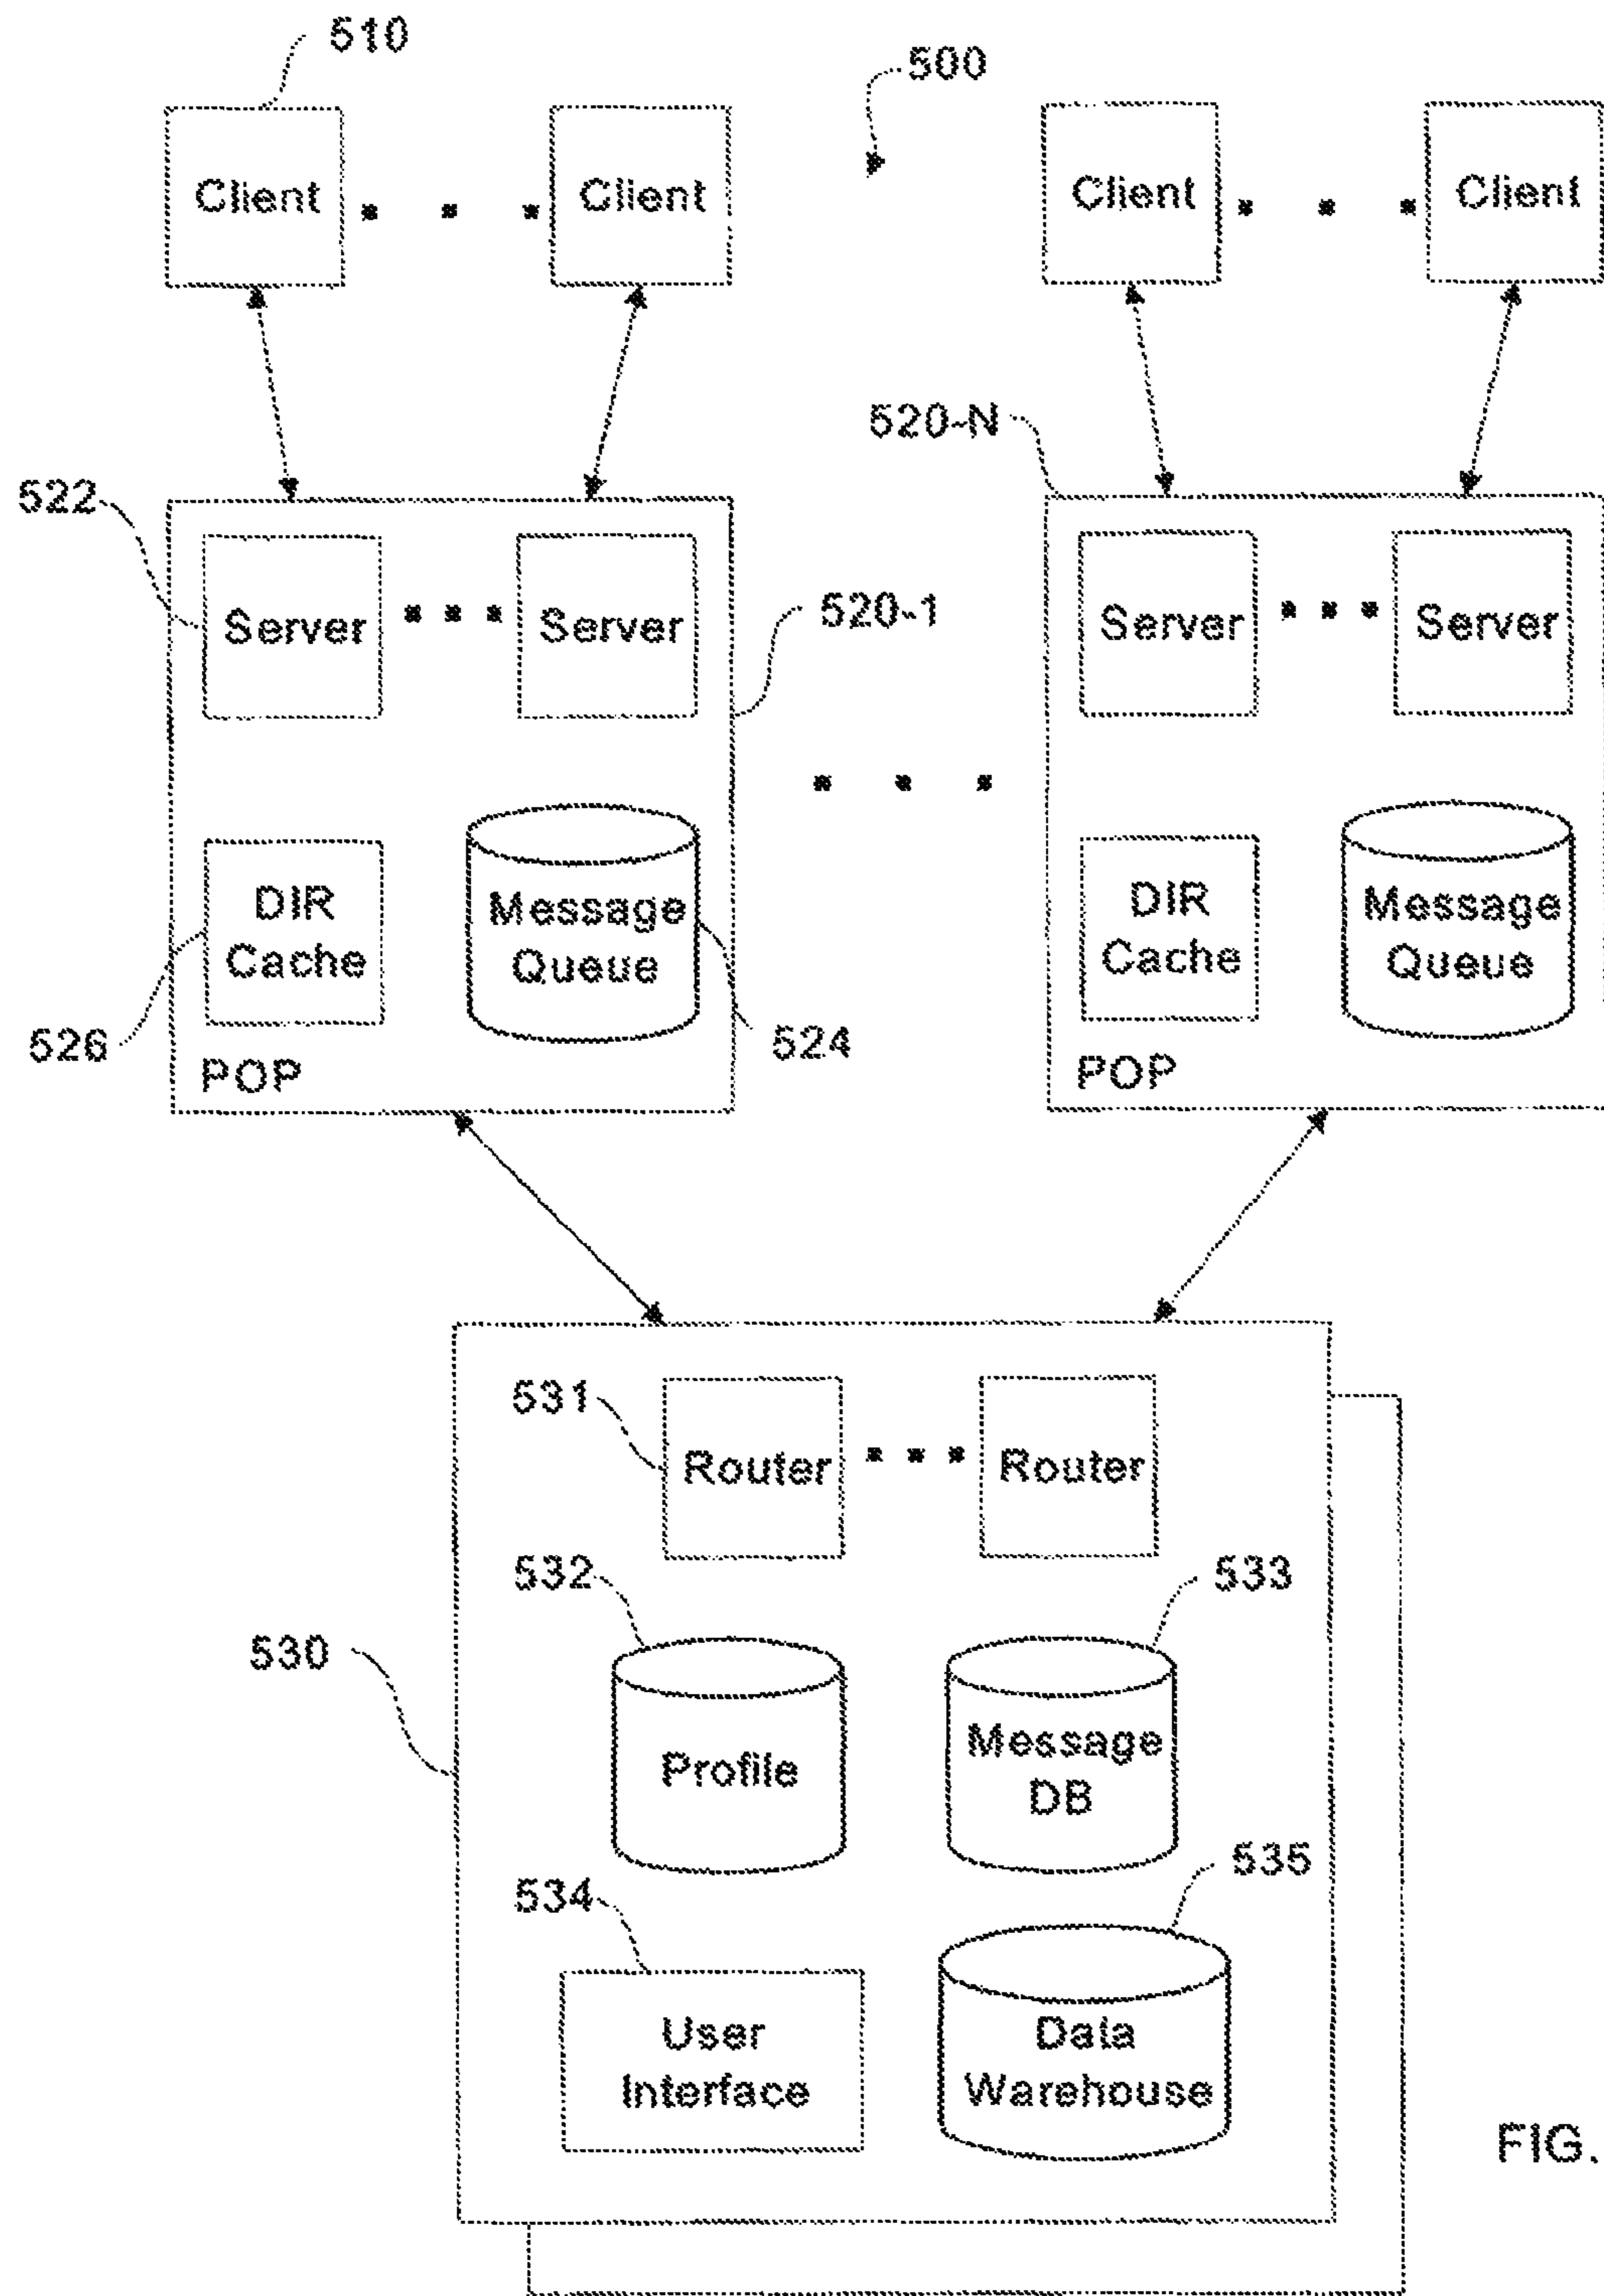 510
500
Client
Client
Client
Client
520-N
522
Server
Server
520-1
Server
Server
DIR
Cache
Message
Queue
DIR
Cache
Message
Queue
526
POP
524
POP
531
Router
Router
532
533
530
Profile
Message
DB
535
534
User
Interface
Data
Warehouse
FIG.